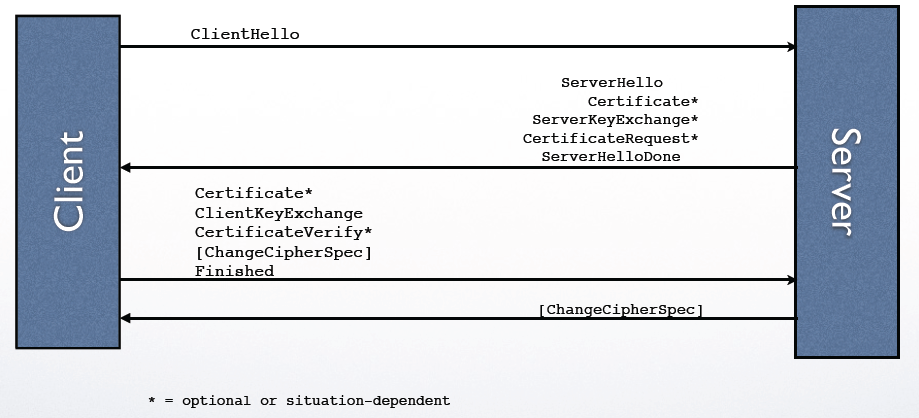 ClientHello
ServerHello
Certificate*
ServerKeyExchange*
CertificateRequest*
ServerHelloDone
Client
Server
Certificate*
ClientKeyExchange
CertificateVerify*
[ChangeCipherSpec]
Finished
[ChangeCipherSpec]
* = optional or situation-dependent